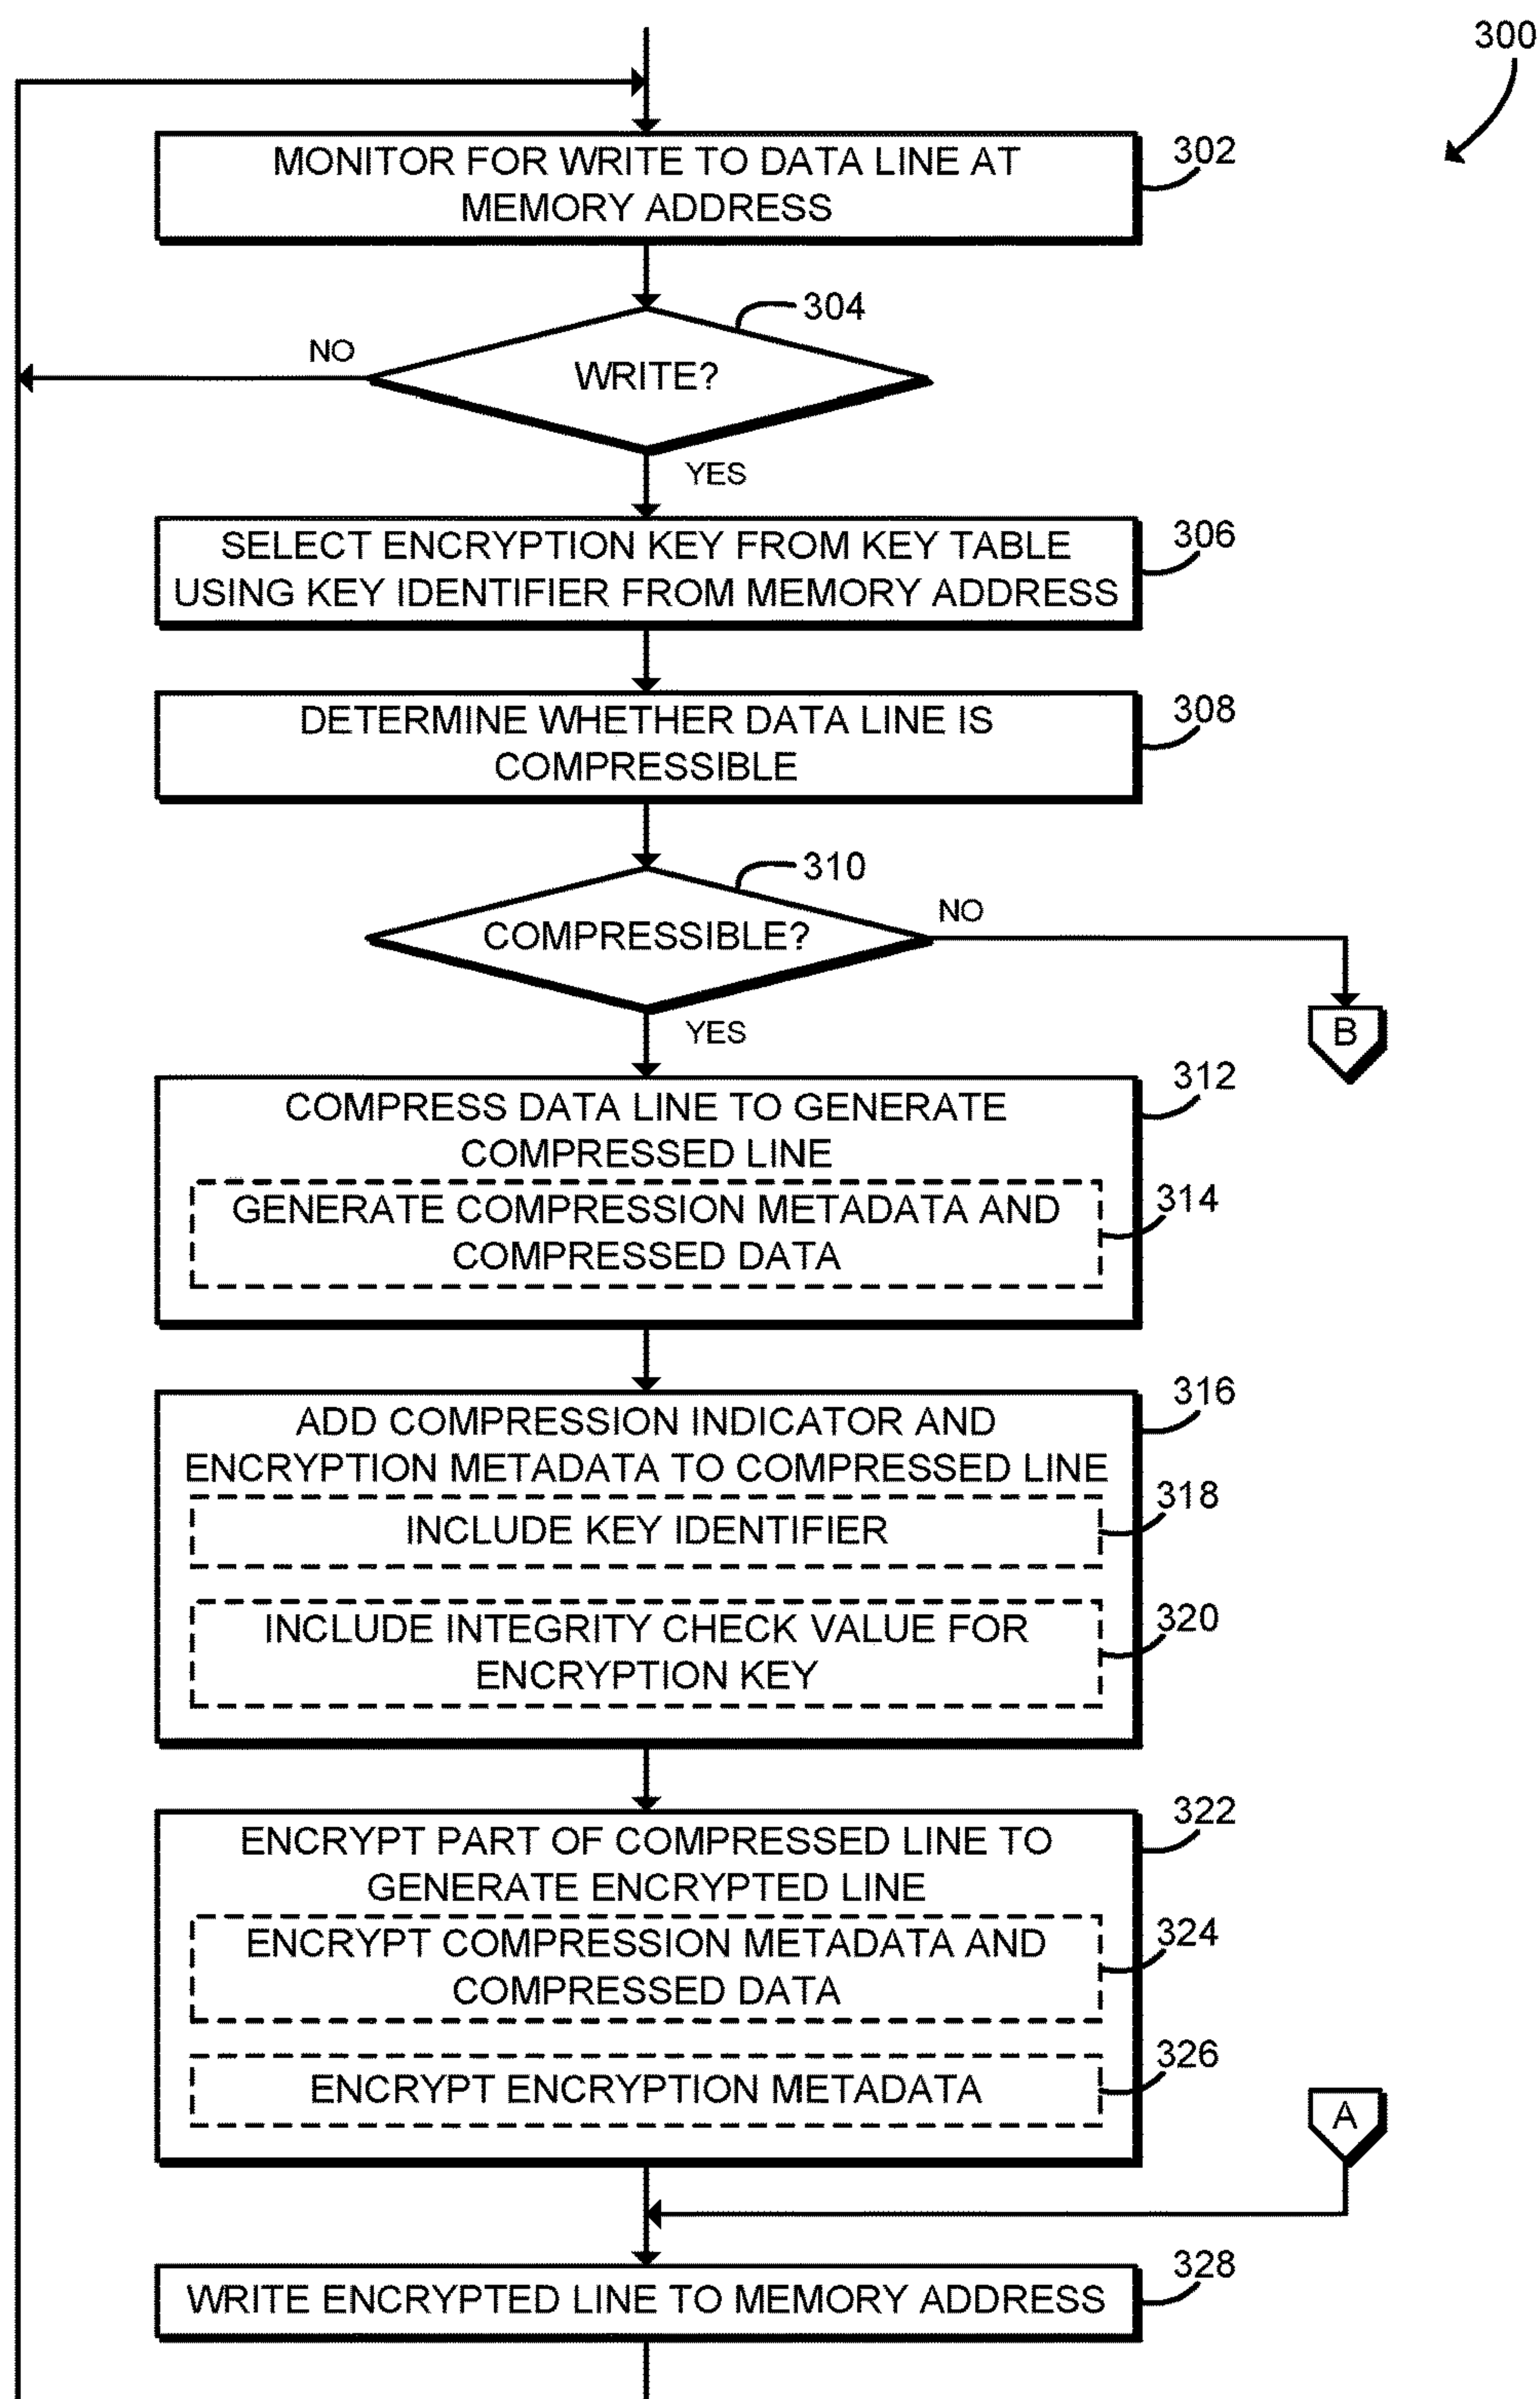 300
MONITOR FOR WRITE TO DATA LINE AT
MEMORY ADDRESS
302
304
WRITE?
NO
YES
SELECT ENCRYPTION KEY FROM KEY TABLE
USING KEY IDENTIFIER FROM MEMORY ADDRESS
306
DETERMINE WHETHER DATA LINE IS
COMPRESSIBLE
308
310
COMPRESSIBLE?
NO
YES
B
COMPRESS DATA LINE TO GENERATE
COMPRESSED LINE
312
GENERATE COMPRESSION METADATA AND
COMPRESSED DATA
314
ADD COMPRESSION INDICATOR AND
ENCRYPTION METADATA TO COMPRESSED LINE
316
INCLUDE KEY IDENTIFIER
318
INCLUDE INTEGRITY CHECK VALUE FOR
ENCRYPTION KEY
320
ENCRYPT PART OF COMPRESSED LINE TO
GENERATE ENCRYPTED LINE
322
ENCRYPT COMPRESSION METADATA AND
COMPRESSED DATA
324
ENCRYPT ENCRYPTION METADATA
326
A
WRITE ENCRYPTED LINE TO MEMORY ADDRESS
328